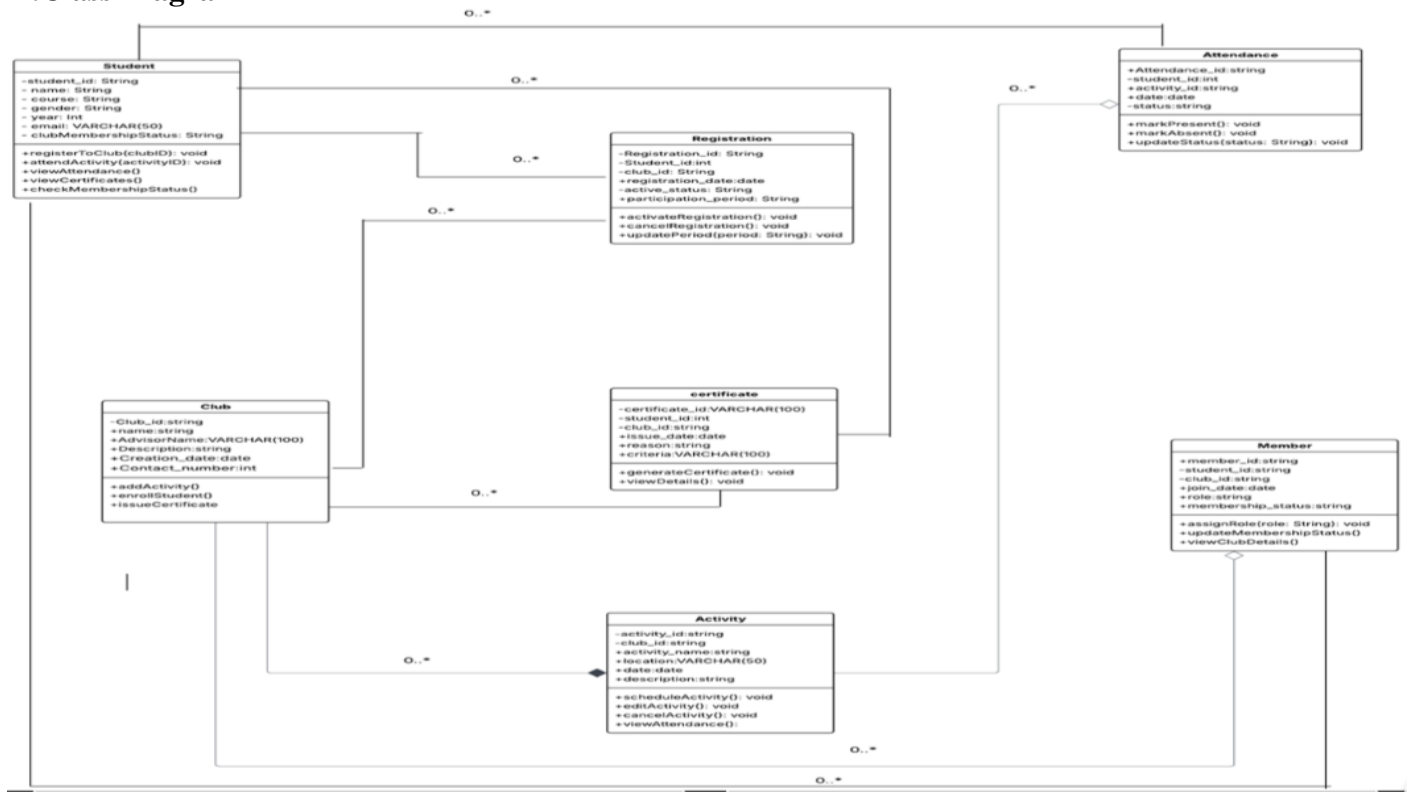 0..*
Student
-student_id: String
- name: String
- course: String
- gender: String
- year: Int
- email: VARCHAR(50)
- clubMembershipStatus: String
+registerToClub(clubID): void
+attendActivity(activityID): void
+viewAttendance()
+viewCertificates()
+checkMembershipStatus()
0..*
0..*
0..*
Registration
-Registration_id: String
-Student_id:int
-club_id: String
+registration_date:date
-active_status: String
+participation_period: String
+activateRegistration(): void
+cancelRegistration(): void
+updatePeriod(period: String): void
0..*
Attendance
+Attendance_id:string
-student_id:int
+activity_id:string
+date:date
-status:string
+markPresent(): void
+markAbsent(): void
+updateStatus(status: String): void
Club
-Club_id:string
+name:string
+AdvisorName:VARCHAR(100)
+Description:string
+Creation_date:date
+Contact_number:int
+addActivity()
+enrollStudent()
+issueCertificate
0..*
certificate
-certificate_id:VARCHAR(100)
-student_id:int
-club_id:string
+issue_date:date
+reason:string
+criteria:VARCHAR(100)
+generateCertificate(): void
+viewDetails(): void
Member
+member_id:string
-student_id:string
-club_id:string
+join_date:date
+role:string
+membership_status:string
+assignRole(role: String): void
+updateMembershipStatus()
+viewClubDetails()
0..*
Activity
-activity_id:string
-club_id:string
+activity_name:string
+location:VARCHAR(50)
+date:date
+description:string
+scheduleActivity(): void
+editActivity(): void
+cancelActivity(): void
+viewAttendance():
0..*
0..*